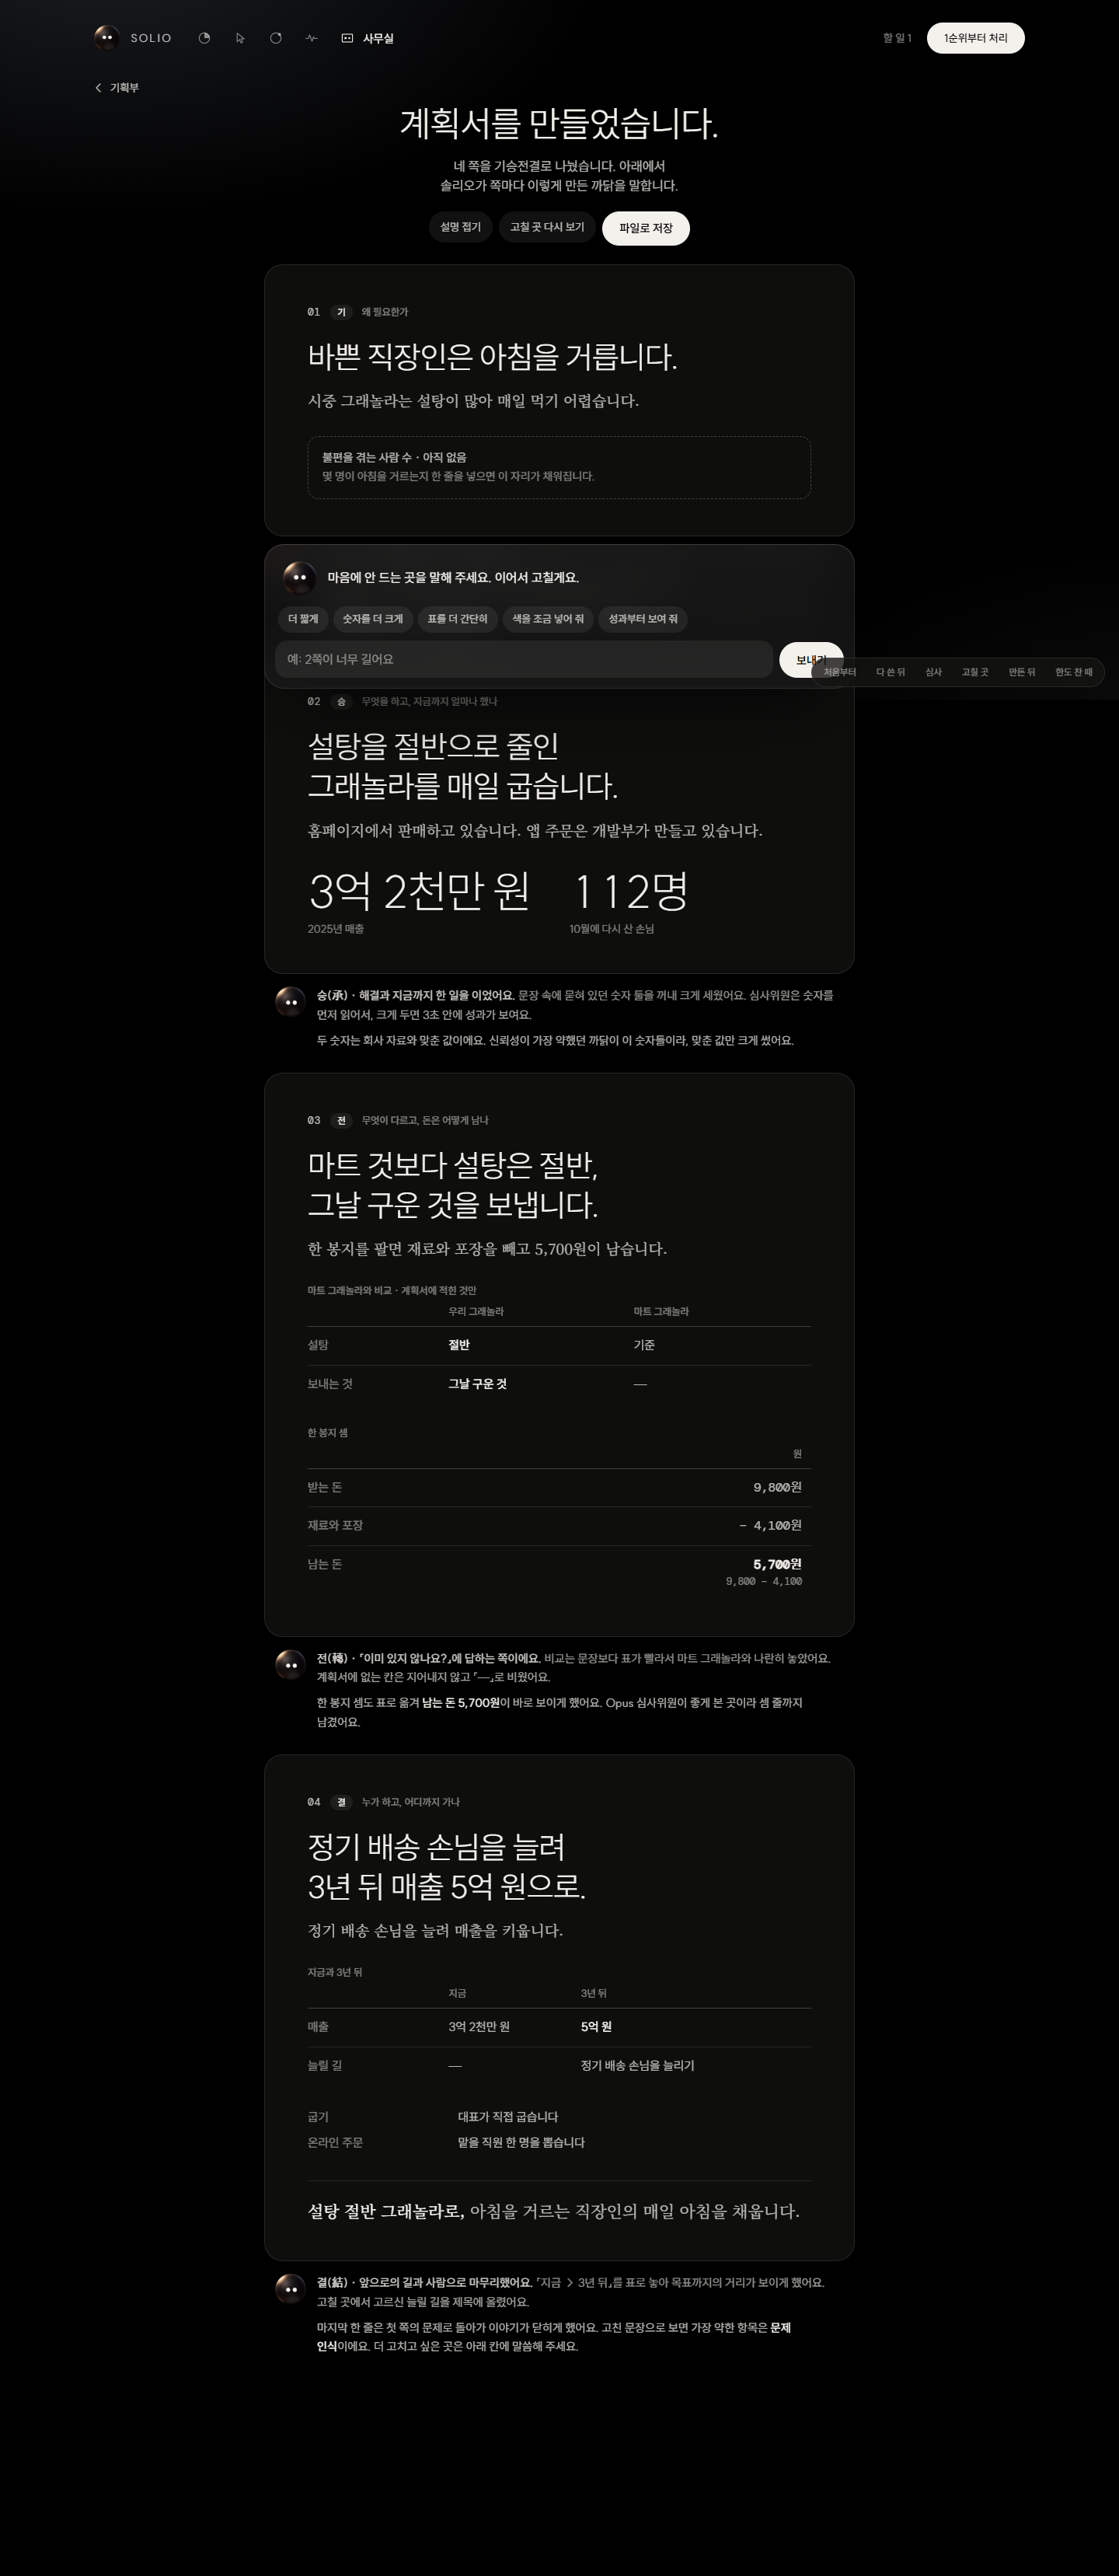 SOLIO
사무실
할 일 1
1순위부터 처리
기획부
계획서를 만들었습니다.
네 쪽을 기승전결로 나눴습니다. 아래에서
솔리오가 쪽마다 이렇게 만든 까닭을 말합니다.
설명 접기
고칠 곳 다시 보기
파일로 저장
01 기 왜 필요한가
바쁜 직장인은 아침을 거릅니다.
시중 그래놀라는 설탕이 많아 매일 먹기 어렵습니다.
불편을 겪는 사람 수 · 아직 없음
몇 명이 아침을 거르는지 한 줄을 넣으면 이 자리가 채워집니다.
마음에 안 드는 곳을 말해 주세요. 이어서 고칠게요.
더 짧게
숫자를 더 크게
표를 더 간단히
색을 조금 넣어 줘
성과부터 보여 줘
예: 2쪽이 너무 길어요
보내기
처음부터
다 쓴 뒤
심사
고칠 곳
만든 뒤
한도 찬 때
02 승 무엇을 하고, 지금까지 얼마나 했나
설탕을 절반으로 줄인
그래놀라를 매일 굽습니다.
홈페이지에서 판매하고 있습니다. 앱 주문은 개발부가 만들고 있습니다.
3억 2천만 원 112명
2025년 매출 10월에 다시 산 손님
승(承) · 해결과 지금까지 한 일을 이었어요. 문장 속에 묻혀 있던 숫자 둘을 꺼내 크게 세웠어요. 심사위원은 숫자를
먼저 읽어서, 크게 두면 3초 안에 성과가 보여요.
두 숫자는 회사 자료와 맞춘 값이에요. 신뢰성이 가장 약했던 까닭이 이 숫자들이라, 맞춘 값만 크게 썼어요.
03 전 무엇이 다르고, 돈은 어떻게 남나
마트 것보다 설탕은 절반,
그날 구운 것을 보냅니다.
한 봉지를 팔면 재료와 포장을 빼고 5,700원이 남습니다.
마트 그래놀라와 비교 · 계획서에 적힌 것만
우리 그래놀라 마트 그래놀라
설탕 절반 기준
보내는 것 그날 구운 것 —
한 봉지 셈
원
받는 돈 9,800원
재료와 포장 − 4,100원
남는 돈 5,700원
9,800 − 4,100
전(轉) · 「이미 있지 않나요?」에 답하는 쪽이에요. 비교는 문장보다 표가 빨라서 마트 그래놀라와 나란히 놓았어요.
계획서에 없는 칸은 지어내지 않고 「—」로 비웠어요.
한 봉지 셈도 표로 옮겨 남는 돈 5,700원이 바로 보이게 했어요. Opus 심사위원이 좋게 본 곳이라 셈 줄까지
남겼어요.
04 결 누가 하고, 어디까지 가나
정기 배송 손님을 늘려
3년 뒤 매출 5억 원으로.
정기 배송 손님을 늘려 매출을 키웁니다.
지금과 3년 뒤
지금 3년 뒤
매출 3억 2천만 원 5억 원
늘릴 길 — 정기 배송 손님을 늘리기
굽기 대표가 직접 굽습니다
온라인 주문 맡을 직원 한 명을 뽑습니다
설탕 절반 그래놀라로, 아침을 거르는 직장인의 매일 아침을 채웁니다.
결(結) · 앞으로의 길과 사람으로 마무리했어요. 「지금 > 3년 뒤」를 표로 놓아 목표까지의 거리가 보이게 했어요.
고칠 곳에서 고르신 늘릴 길을 제목에 올렸어요.
마지막 한 줄은 첫 쪽의 문제로 돌아가 이야기가 닫히게 했어요. 고친 문장으로 보면 가장 약한 항목은 문제
인식이에요. 더 고치고 싶은 곳은 아래 칸에 말씀해 주세요.